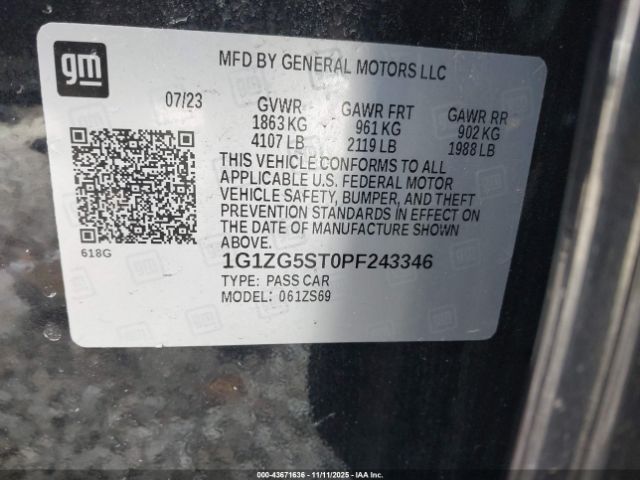 gm
MFD BY GENERAL MOTORS LLC
07/23 GVWR GAWR FRT GAWR RR
1863 KG 961 KG 902 KG
4107 LB 2119 LB 1988 LB
THIS VEHICLE CONFORMS TO ALL
APPLICABLE U.S. FEDERAL MOTOR
VEHICLE SAFETY, BUMPER, AND THEFT
PREVENTION STANDARDS IN EFFECT ON
THE DATE OF MANUFACTURE SHOWN
ABOVE.
618G
1G1ZG5ST0PF243346
TYPE: PASS CAR
MODEL: 061ZS69
000-43671636 - 11/11/2025 - IAAI.COM